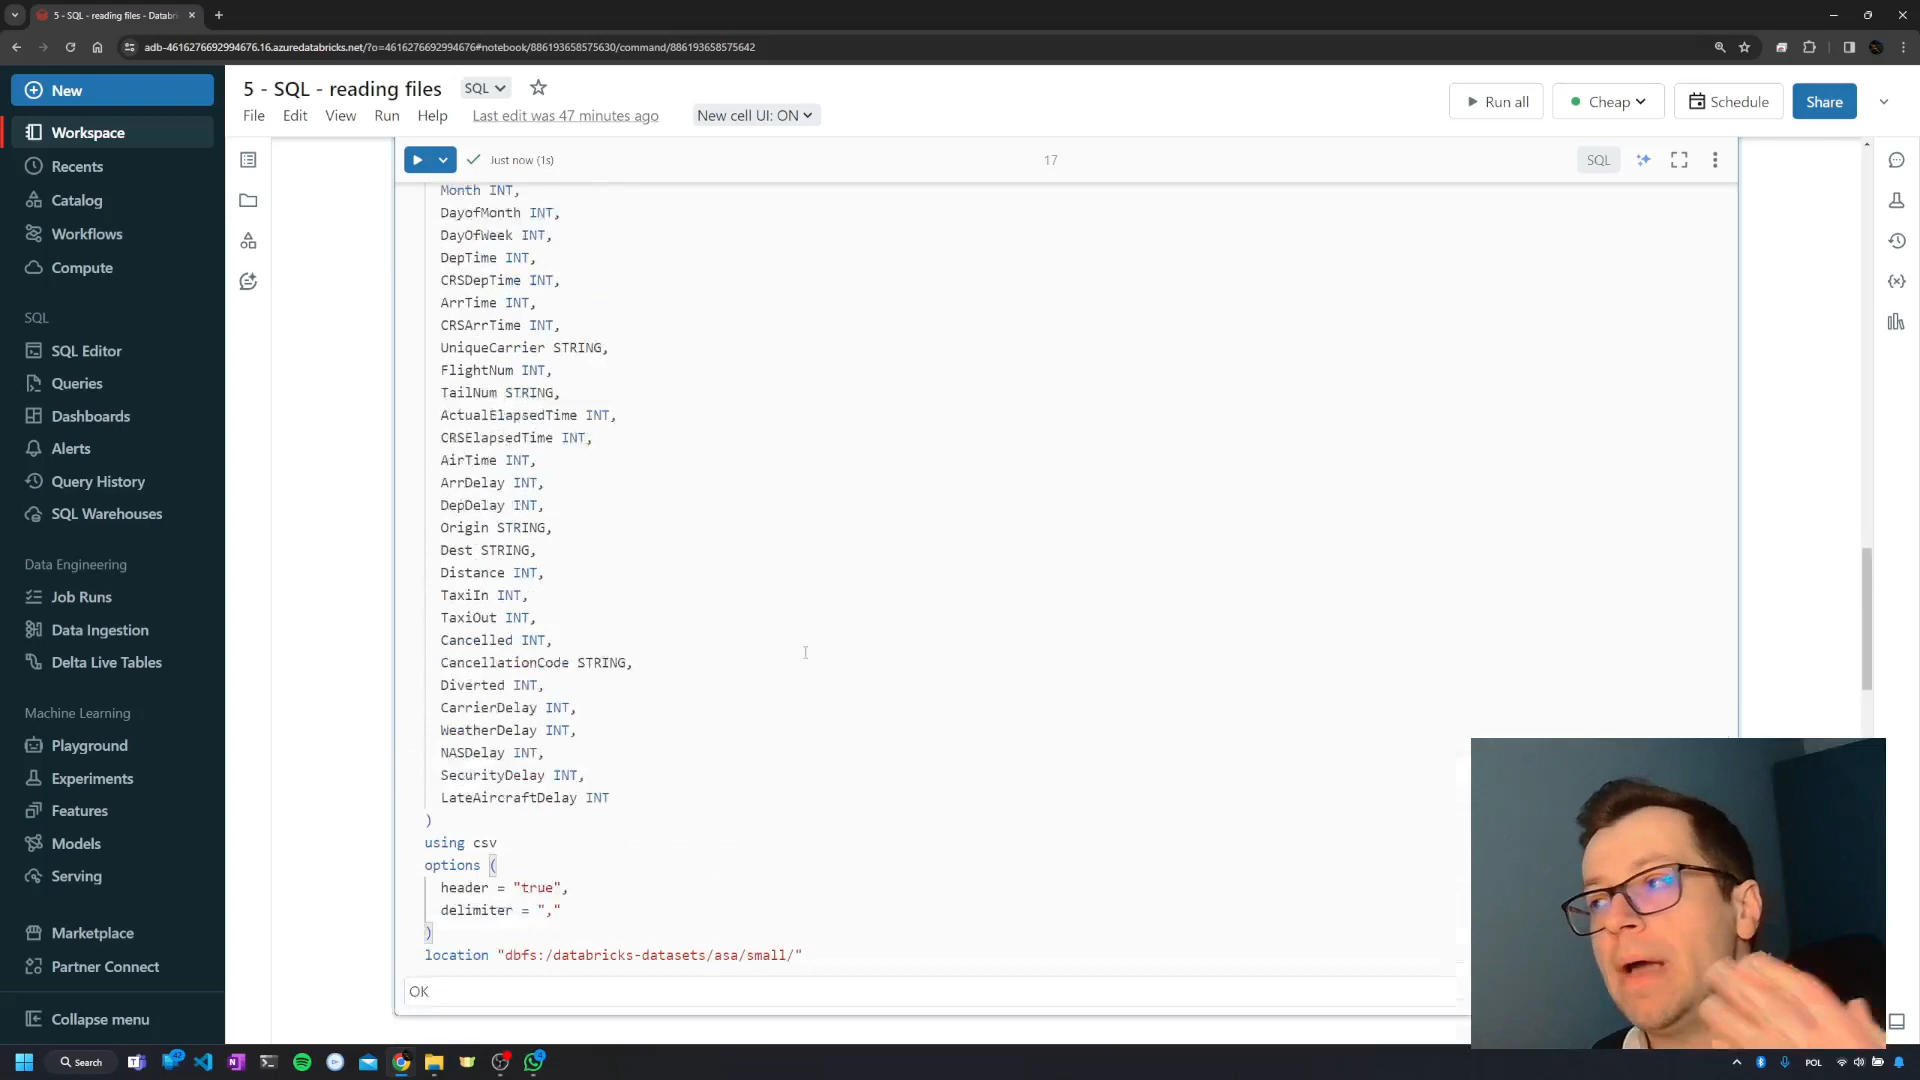 5 - SQL - reading files - Databri
adb-4616276692994676.16.azuredatabricks.net/?o=4616276692994676#notebook/886193658575630/command/886193658575642
New
Workspace
Recents
Catalog
Workflows
Compute
SQL
SQL Editor
Queries
Dashboards
Alerts
Query History
SQL Warehouses
Data Engineering
Job Runs
Data Ingestion
Delta Live Tables
Machine Learning
Playground
Experiments
Features
Models
Serving
Marketplace
Partner Connect
Collapse menu
5 - SQL - reading files SQL
File Edit View Run Help Last edit was 47 minutes ago New cell UI: ON
Run all Cheap Schedule Share
Just now (1s) 17 SQL
Month INT,
DayofMonth INT,
DayOfWeek INT,
DepTime INT,
CRSDepTime INT,
ArrTime INT,
CRSArrTime INT,
UniqueCarrier STRING,
FlightNum INT,
TailNum STRING,
ActualElapsedTime INT,
CRSElapsedTime INT,
AirTime INT,
ArrDelay INT,
DepDelay INT,
Origin STRING,
Dest STRING,
Distance INT,
TaxiIn INT,
TaxiOut INT,
Cancelled INT,
CancellationCode STRING,
Diverted INT,
CarrierDelay INT,
WeatherDelay INT,
NASDelay INT,
SecurityDelay INT,
LateAircraftDelay INT
)
using csv
options (
header = "true",
delimiter = ","
)
location "dbfs:/databricks-datasets/asa/small/"
OK
Search
POL